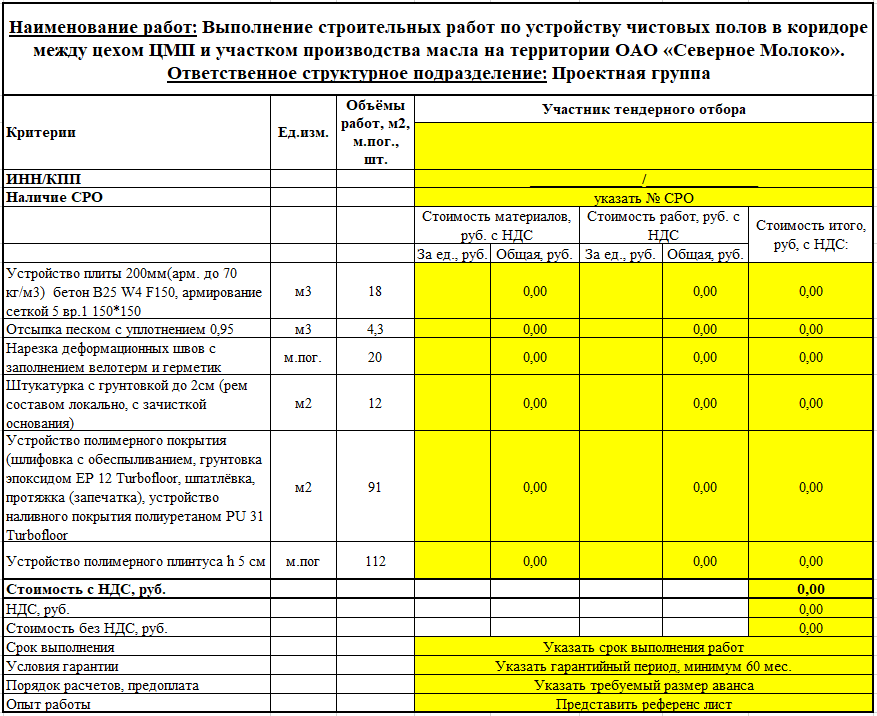 Наименование работ: Выполнение строительных работ по устройству чистовых полов в коридоре
между цехом ЦМП и участком производства масла на территории ОАО «Северное Молоко».
Ответственное структурное подразделение: Проектная группа
Критерии
Ед.изм.
Объёмы
работ, м2,
м.пог.,
шт.
Участник тендерного отбора
ИНН/КПП
________________/________________
Наличие СРО
указать № СРО
Стоимость материалов,
руб. с НДС
Стоимость работ, руб. с
НДС
Стоимость итого,
руб, с НДС:
За ед., руб. Общая, руб. За ед., руб. Общая, руб.
Устройство плиты 200мм(арм. до 70
кг/м3) бетон В25 W4 F150, армирование
сеткой 5 вр.1 150*150
м3 18 0,00 0,00 0,00
Отсыпка песком с уплотнением 0,95 м3 4,3 0,00 0,00 0,00
Нарезка деформационных швов с
заполнением велотерм и герметик
м.пог. 20 0,00 0,00 0,00
Штукатурка с грунтовкой до 2см (рем
составом локально, с зачисткой
основания)
м2 12 0,00 0,00 0,00
Устройство полимерного покрытия
(шлифовка с обеспыливанием, грунтовка
эпоксидом EP 12 Turbofloor, шпатлёвка,
протяжка (запечатка), устройство
наливного покрытия полиуретаном PU 31
Turbofloor
м2 91 0,00 0,00 0,00
Устройство полимерного плинтуса h 5 см м.пог 112 0,00 0,00 0,00
Стоимость с НДС, руб. 0,00
НДС, руб. 0,00
Стоимость без НДС, руб. 0,00
Срок выполнения Указать срок выполнения работ
Условия гарантии Указать гарантийный период, минимум 60 мес.
Порядок расчетов, предоплата Указать требуемый размер аванса
Опыт работы Представить референс лист